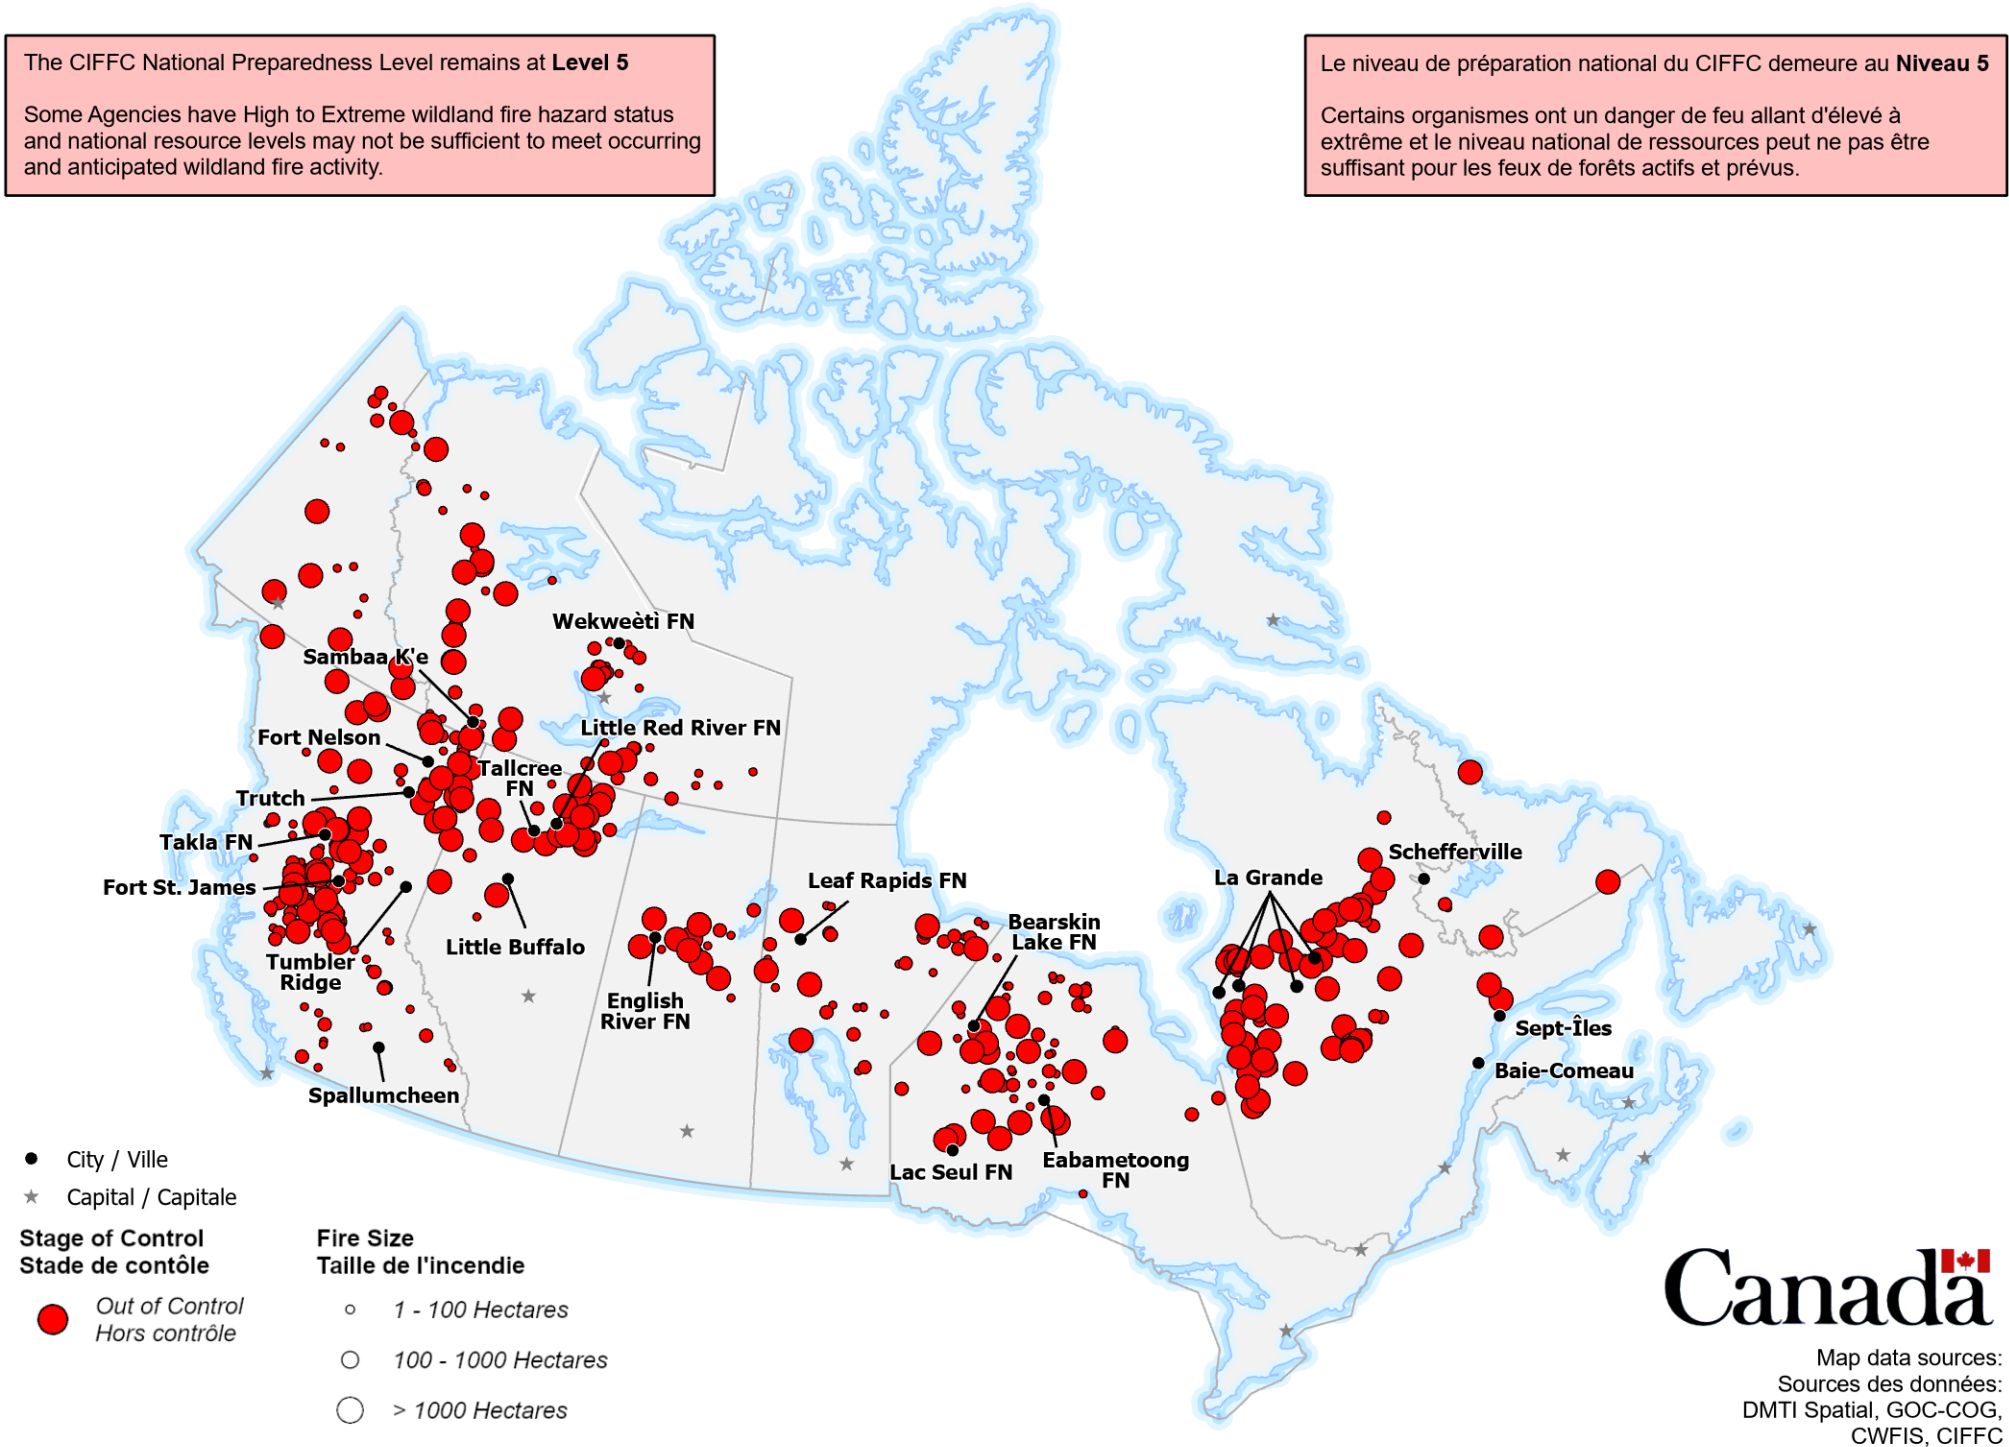 The CIFFC National Preparedness Level remains at Level 5
Some Agencies have High to Extreme wildland fire hazard status
and national resource levels may not be sufficient to meet occurring
and anticipated wildland fire activity.
Le niveau de préparation national du CIFFC demeure au Niveau 5
Certains organismes ont un danger de feu allant d'élevé à
extrême et le niveau national de ressources peut ne pas être
suffisant pour les feux de forêts actifs et prévus.
Wekweètì FN
Sambaa K'e
Little Red River FN
Fort Nelson
Tallcree
FN
Trutch
Takla FN
Fort St. James
Tumbler
Ridge
Little Buffalo
English
River FN
Leaf Rapids FN
Bearskin
Lake FN
Schefferville
La Grande
Sept-Îles
Baie-Comeau
Spallumcheen
Lac Seul FN
Eabametoong
FN
City / Ville
Capital / Capitale
Stage of Control
Stade de contôle
Out of Control
Hors contrôle
Fire Size
Taille de l'incendie
1 - 100 Hectares
100 - 1000 Hectares
> 1000 Hectares
Canada
Map data sources:
Sources des données:
DMTI Spatial, GOC-COG,
CWFIS, CIFFC